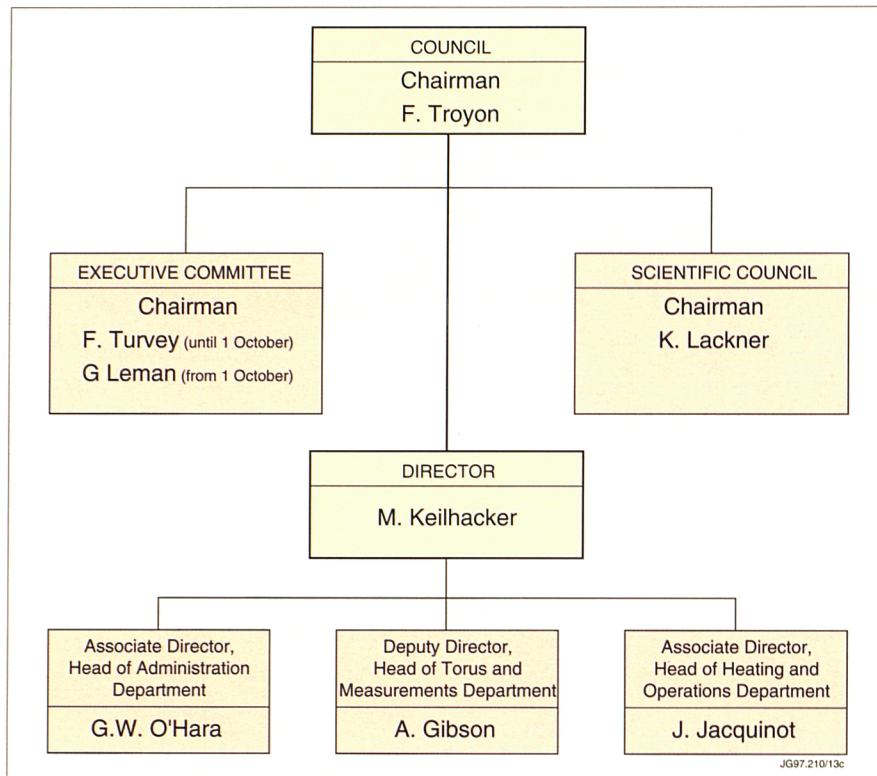 COUNCIL
Chairman
F. Troyon
EXECUTIVE COMMITTEE
Chairman
F. Turvey (until 1 October)
G Leman (from 1 October)
SCIENTIFIC COUNCIL
Chairman
K. Lackner
DIRECTOR
M. Keilhacker
Associate Director,
Head of Administration
Department
G.W. O'Hara
Deputy Director,
Head of Torus and
Measurements Department
A. Gibson
Associate Director,
Head of Heating and
Operations Department
J. Jacquinot
JG97.210/13c